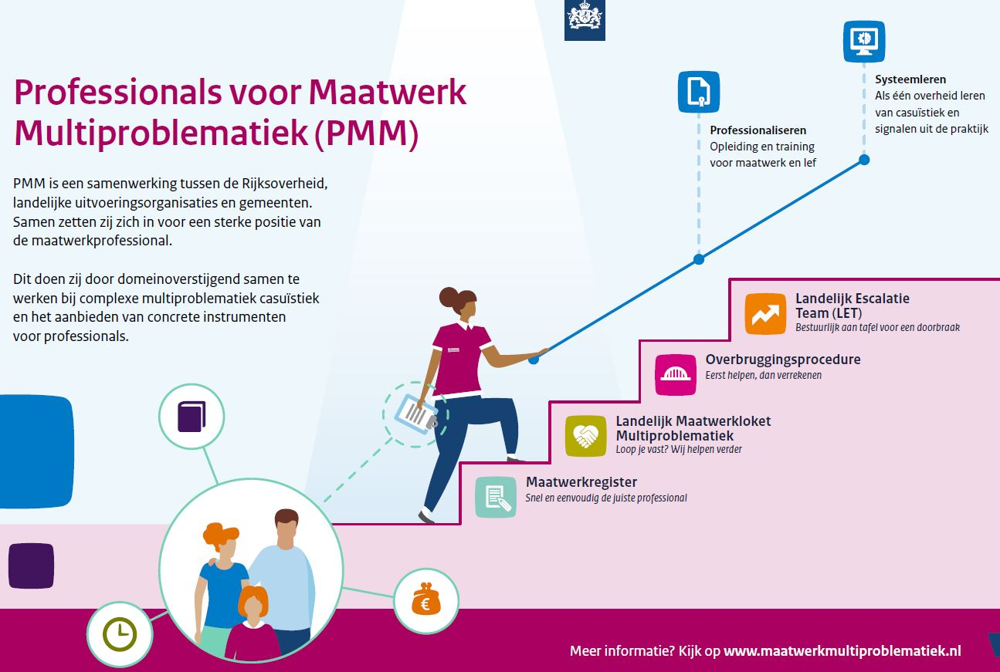 Professionals voor Maatwerk
Multiproblematiek (PMM)
PMM is een samenwerking tussen de Rijksoverheid,
landelijke uitvoeringsorganisaties en gemeenten.
Samen zetten zij zich in voor een sterke positie van
de maatwerkprofessional.
Dit doen zij door domeinoverstijgend samen te
werken bij complexe multiproblematiek casuïstiek
en het aanbieden van concrete instrumenten
voor professionals.
Systeemleren
Als één overheid leren
van casuïstiek en
signalen uit de praktijk
Professionaliseren
Opleiding en training
voor maatwerk en lef
Landelijk Escalatie
Team (LET)
Bestuurlijk aan tafel voor een doorbraak
Overbruggingsprocedure
Eerst helpen, dan verrekenen
Landelijk Maatwerkloket
Multiproblematiek
Loop je vast? Wij helpen verder
Maatwerkregister
Snel en eenvoudig de juiste professional
€
Meer informatie? Kijk op www.maatwerkmultiproblematiek.nl